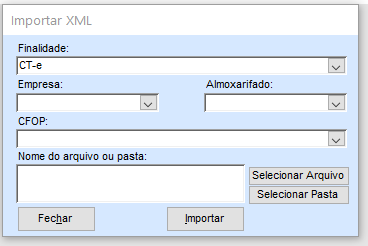 Importar XML
Finalidade:
CT-e
Empresa: Almoxarifado:
CFOP:
Nome do arquivo ou pasta:
Selecionar Arquivo
Selecionar Pasta
Fechar Importar